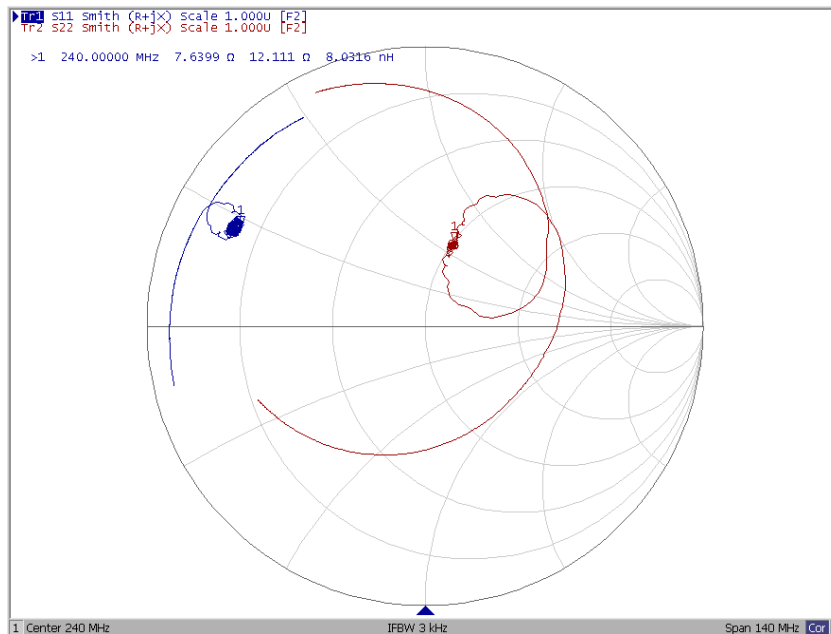 Tr1 S11 Smith (R+jX) Scale 1.000U [F2]
Tr2 S22 Smith (R+jX) Scale 1.000U [F2]
>1 240.00000 MHz 7.6399 Ω 12.111 Ω 8.0316 nH
1
1
1 Center 240 MHz IFBW 3 kHz Span 140 MHz Cor